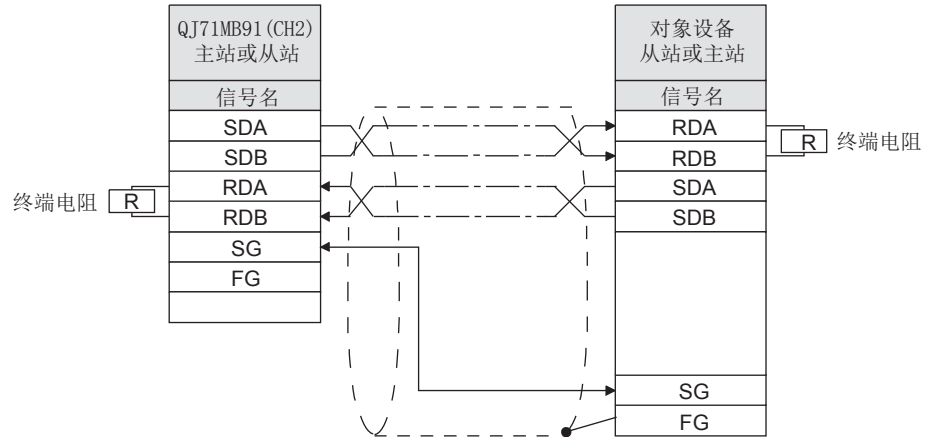 QJ71MB91(CH2)
主站或从站
信号名
SDA
SDB
RDA
RDB
SG
FG
终端电阻 R
对象设备
从站或主站
信号名
RDA
RDB
SDA
SDB
SG
FG
R 终端电阻